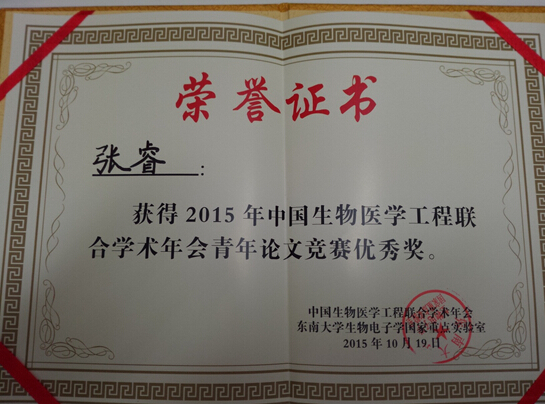 荣誉证书
张睿：
获得 2015 年中国生物医学工程联
合学术年会青年论文竞赛优秀奖。
中国生物医学工程联合学术年会
东南大学生物电子学国家重点实验室
2015 年 10 月 19 日